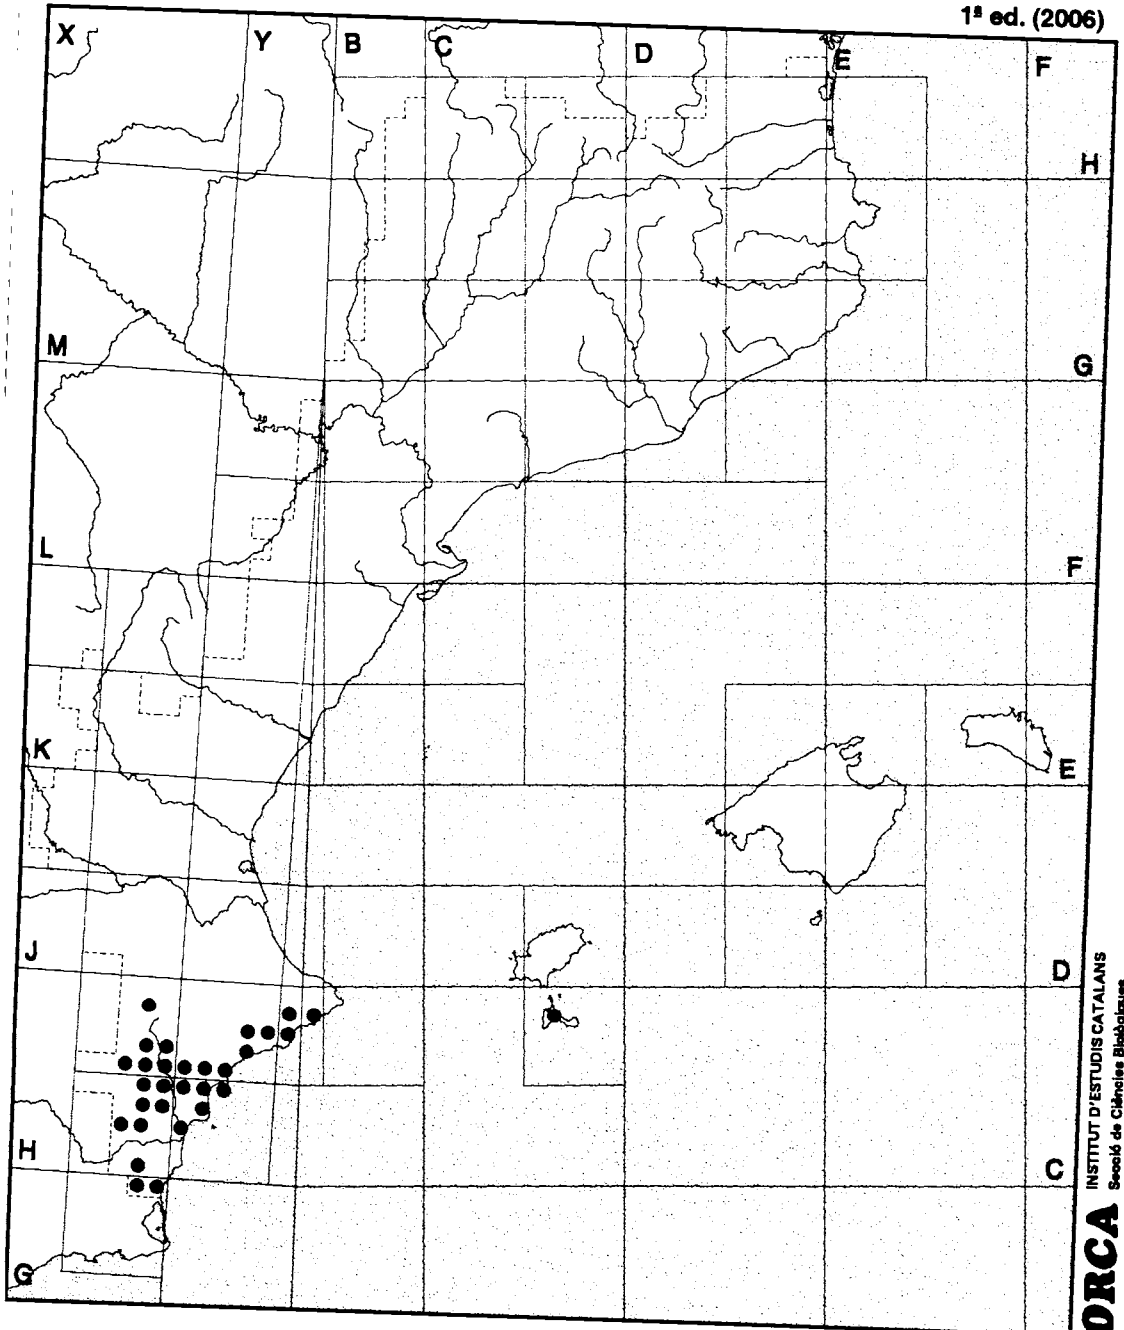 1ª ed. (2006)
X
Y
B
C
D
E
F
H
M
G
L
F
K
E
J
D
H
C
G
INSTITUT D'ESTUDIS CATALANS
Secció de Ciències Biològiques
ORCA